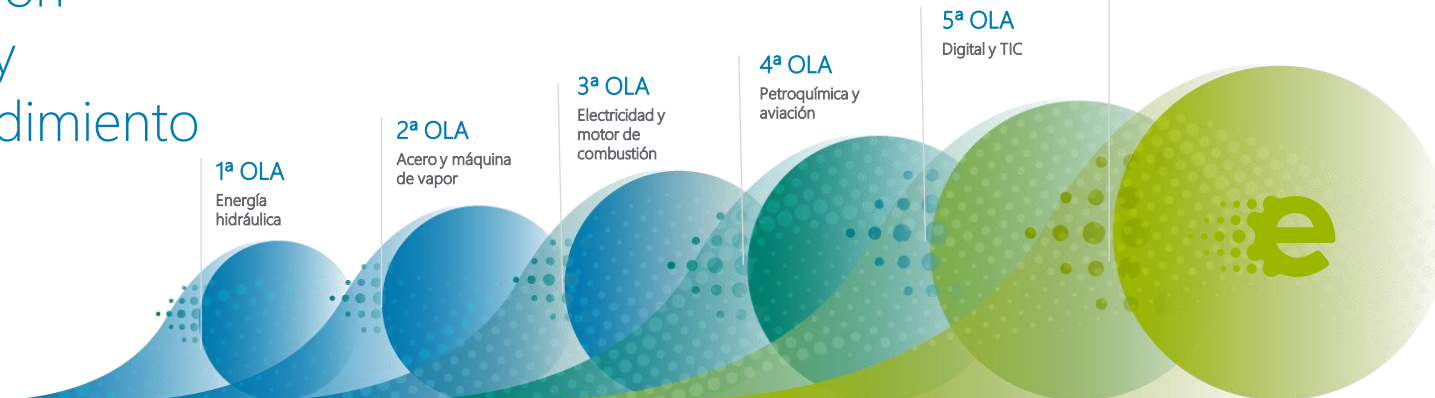 y
dimiento
1ª OLA
Energía
hidráulica
2ª OLA
Acero y máquina
de vapor
3ª OLA
Electricidad y
motor de
combustión
4ª OLA
Petroquímica y
aviación
5ª OLA
Digital y TIC
e